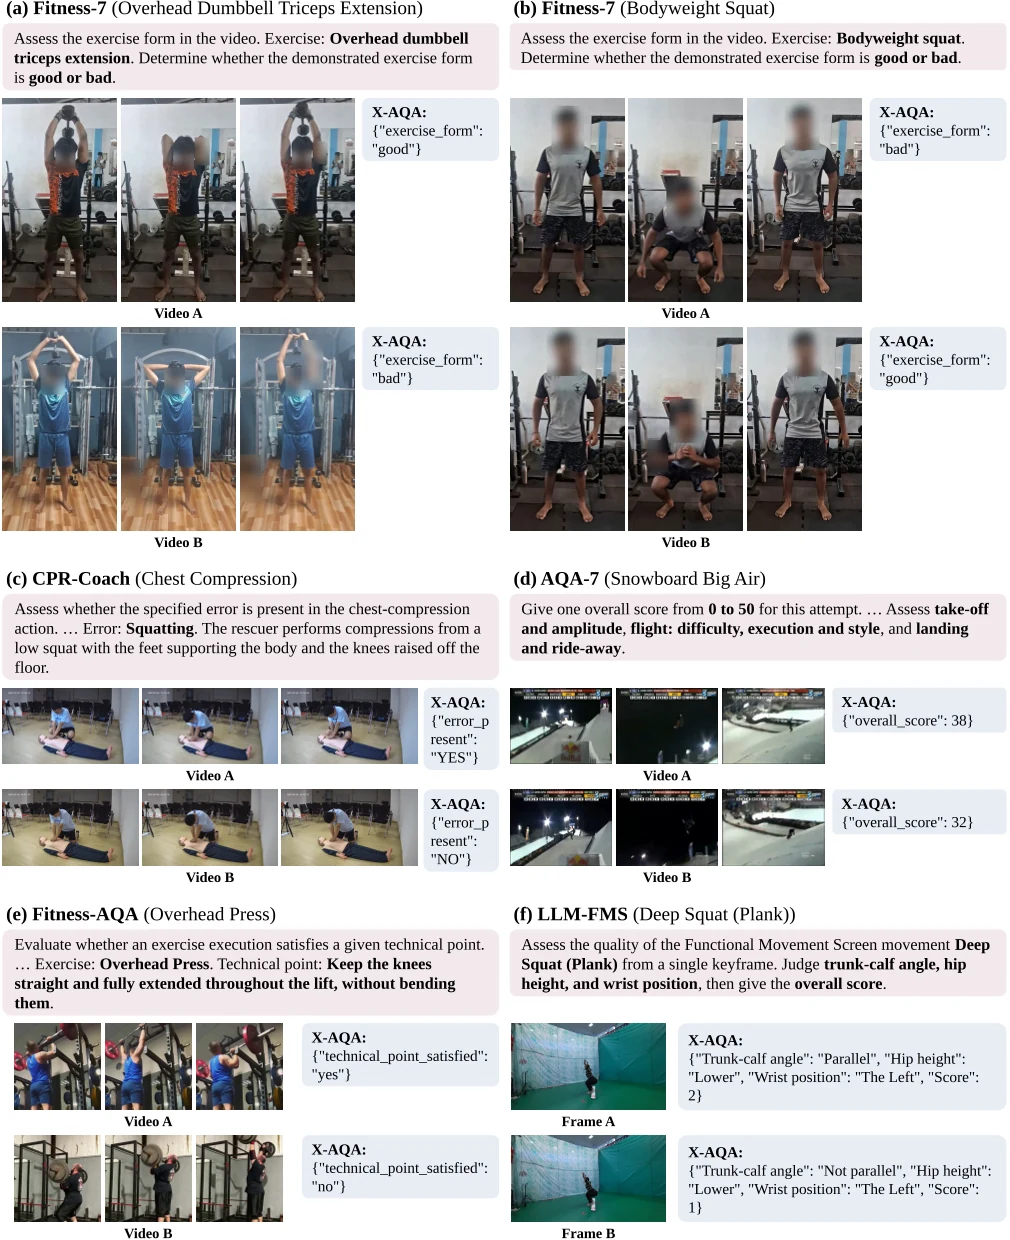 (a) Fitness-7 (Overhead Dumbbell Triceps Extension)
Assess the exercise form in the video. Exercise: Overhead dumbbell
triceps extension. Determine whether the demonstrated exercise form
is good or bad.
X-AQA:
{"exercise_form":
"good"}
Video A
X-AQA:
{"exercise_form":
"bad"}
Video B
(b) Fitness-7 (Bodyweight Squat)
Assess the exercise form in the video. Exercise: Bodyweight squat.
Determine whether the demonstrated exercise form is good or bad.
X-AQA:
{"exercise_form":
"bad"}
Video A
X-AQA:
{"exercise_form":
"good"}
Video B
(c) CPR-Coach (Chest Compression)
Assess whether the specified error is present in the chest-compression
action. … Error: Squatting. The rescuer performs compressions from a
low squat with the feet supporting the body and the knees raised off the
floor.
X-AQA:
{"error_p
resent":
"YES"}
Video A
X-AQA:
{"error_p
resent":
"NO"}
Video B
(d) AQA-7 (Snowboard Big Air)
Give one overall score from 0 to 50 for this attempt. … Assess take-off
and amplitude, flight: difficulty, execution and style, and landing
and ride-away.
X-AQA:
{"overall_score": 38}
Video A
X-AQA:
{"overall_score": 32}
Video B
(e) Fitness-AQA (Overhead Press)
Evaluate whether an exercise execution satisfies a given technical point.
… Exercise: Overhead Press. Technical point: Keep the knees
straight and fully extended throughout the lift, without bending
them.
X-AQA:
{"technical_point_satisfied":
"yes"}
Video A
X-AQA:
{"technical_point_satisfied":
"no"}
Video B
(f) LLM-FMS (Deep Squat (Plank))
Assess the quality of the Functional Movement Screen movement Deep
Squat (Plank) from a single keyframe. Judge trunk-calf angle, hip
height, and wrist position, then give the overall score.
X-AQA:
{"Trunk-calf angle": "Parallel", "Hip height":
"Lower", "Wrist position": "The Left", "Score":
2}
Frame A
X-AQA:
{"Trunk-calf angle": "Not parallel", "Hip height":
"Lower", "Wrist position": "The Left", "Score":
1}
Frame B